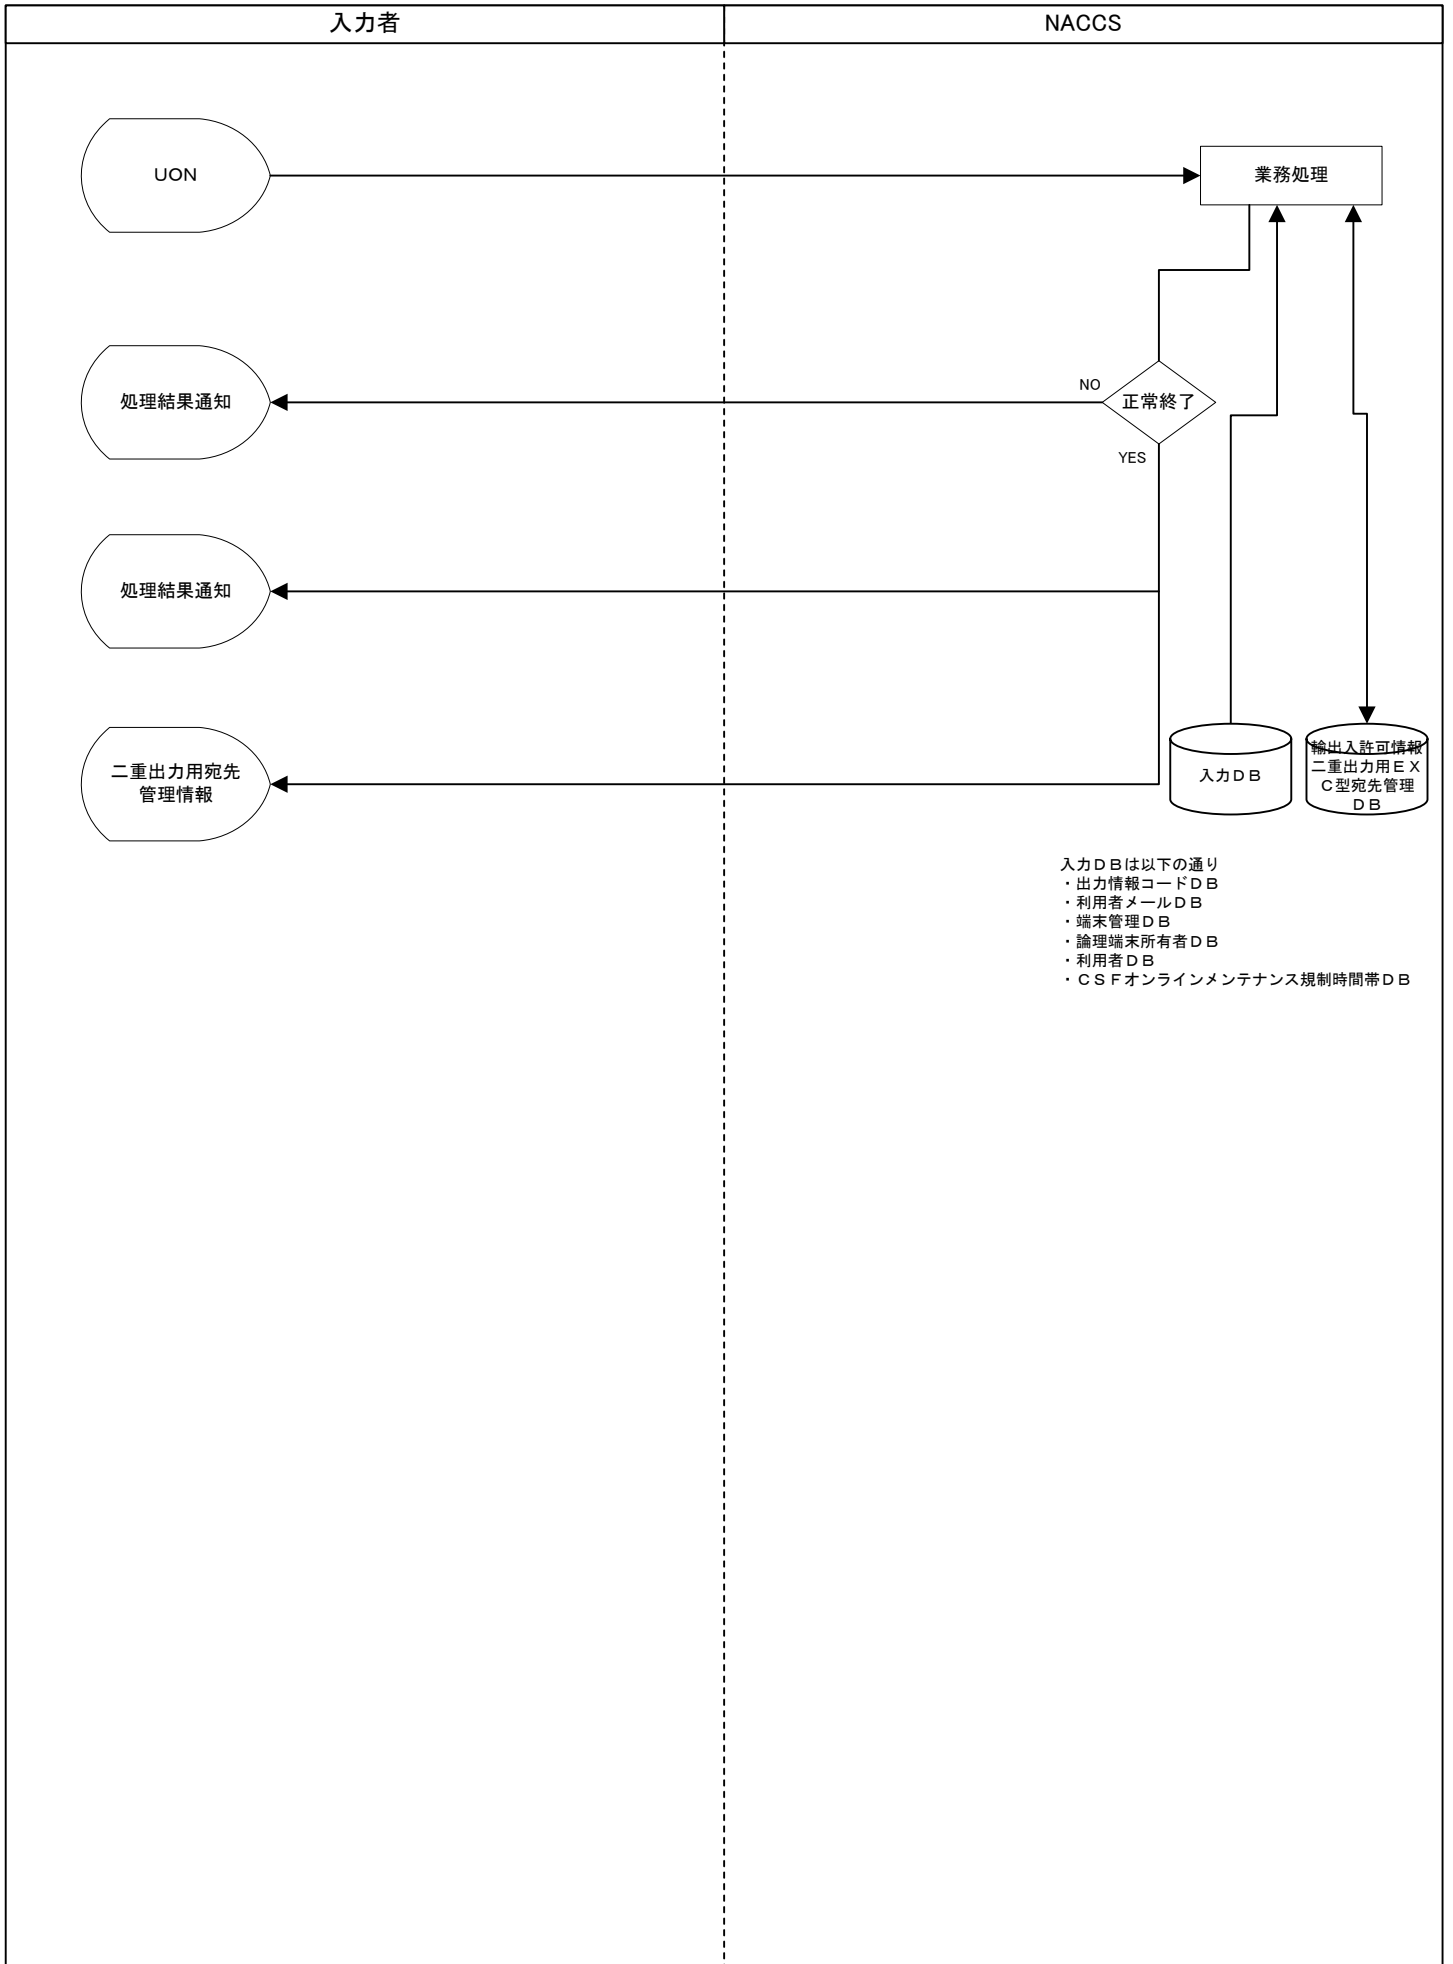 入力者
NACCS
UON
業務処理
処理結果通知
NO
正常終了
YES
処理結果通知
二重出力用宛先
管理情報
入力ＤＢ
輸出入許可情報
二重出力用ＥＸ
Ｃ型宛先管理
ＤＢ
入力ＤＢは以下の通り
・出力情報コードＤＢ
・利用者メールＤＢ
・端末管理ＤＢ
・論理端末所有者ＤＢ
・利用者ＤＢ
・ＣＳＦオンラインメンテナンス規制時間帯ＤＢ